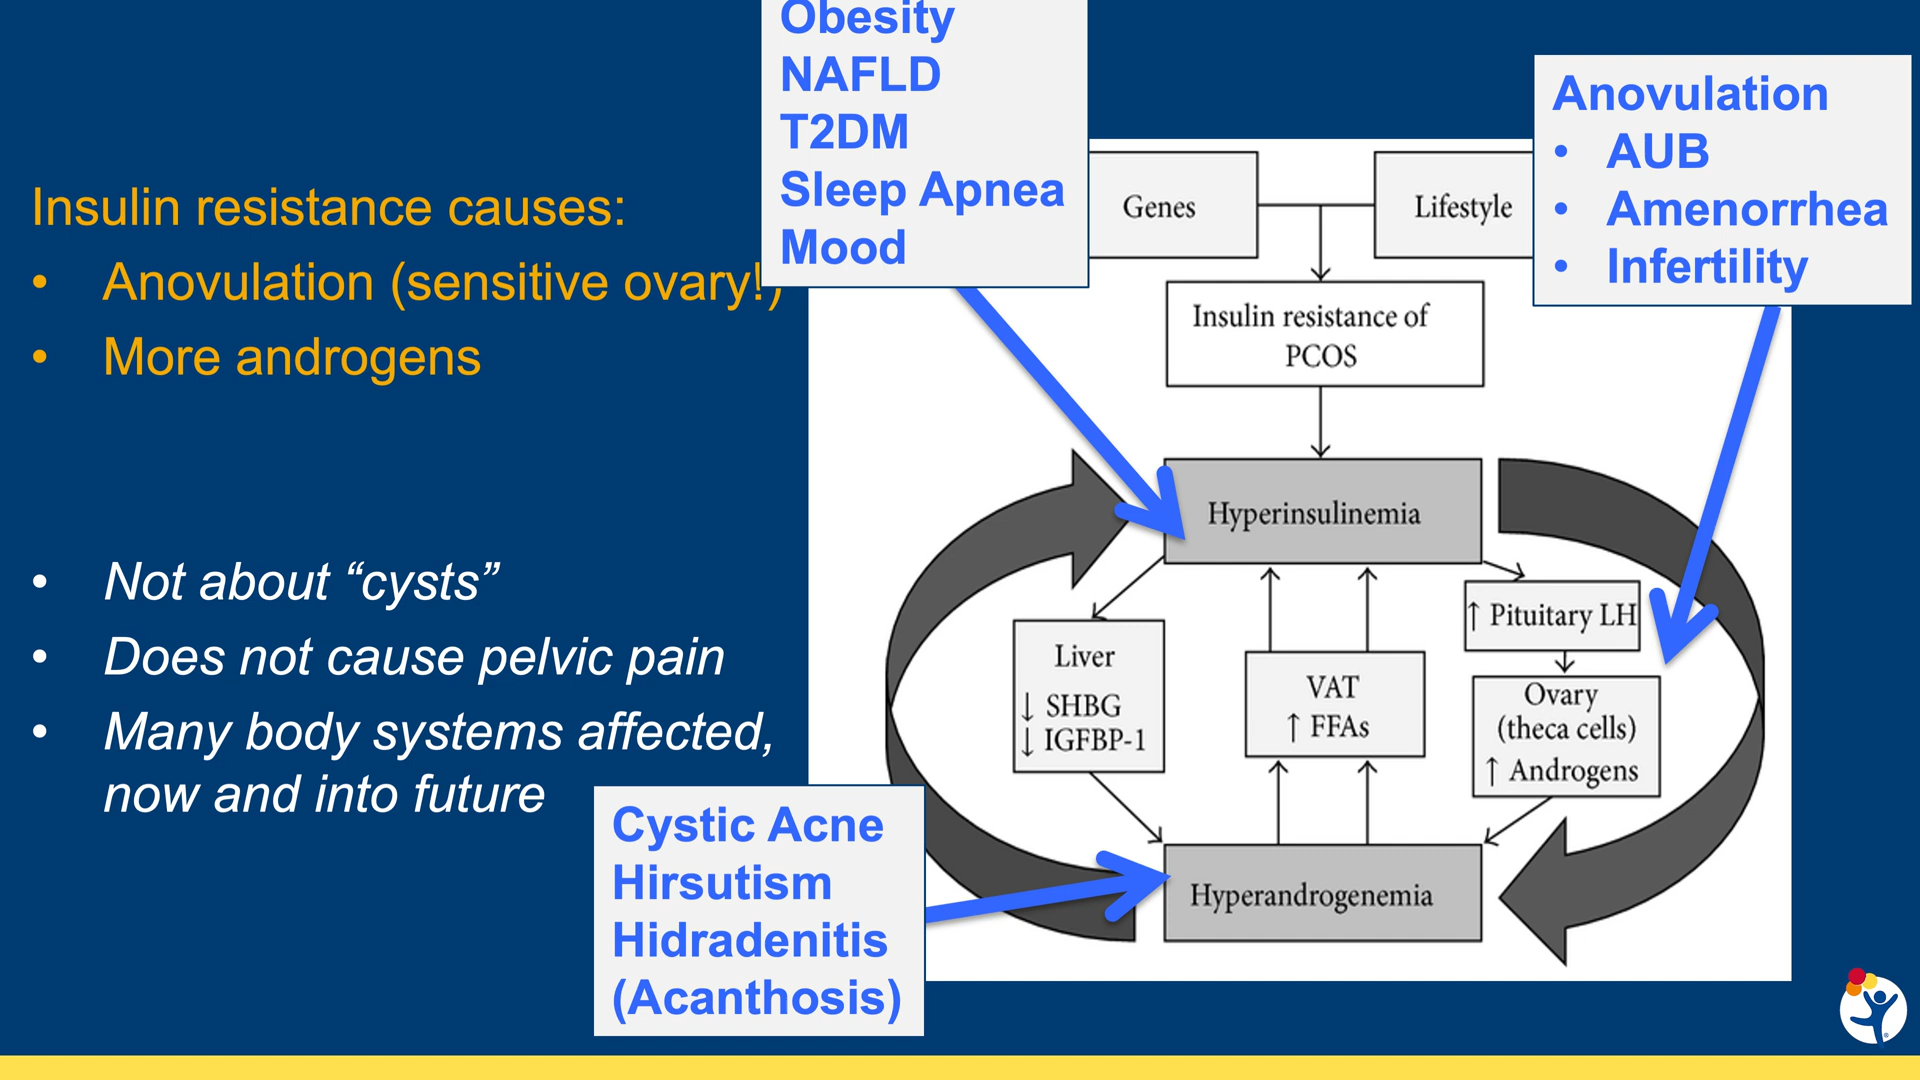 Obesity
NAFLD
T2DM
Sleep Apnea
Mood
Anovulation
• AUB
• Amenorrhea
• Infertility
Insulin resistance causes:
• Anovulation (sensitive ovary!)
• More androgens
• Not about “cysts”
• Does not cause pelvic pain
• Many body systems affected,
now and into future
Genes
Lifestyle
Insulin resistance of
PCOS
Hyperinsulinemia
Liver
↓ SHBG
↓ IGFBP-1
VAT
↑ FFAs
↑ Pituitary LH
Ovary
(theca cells)
↑ Androgens
Hyperandrogenemia
Cystic Acne
Hirsutism
Hidradenitis
(Acanthosis)